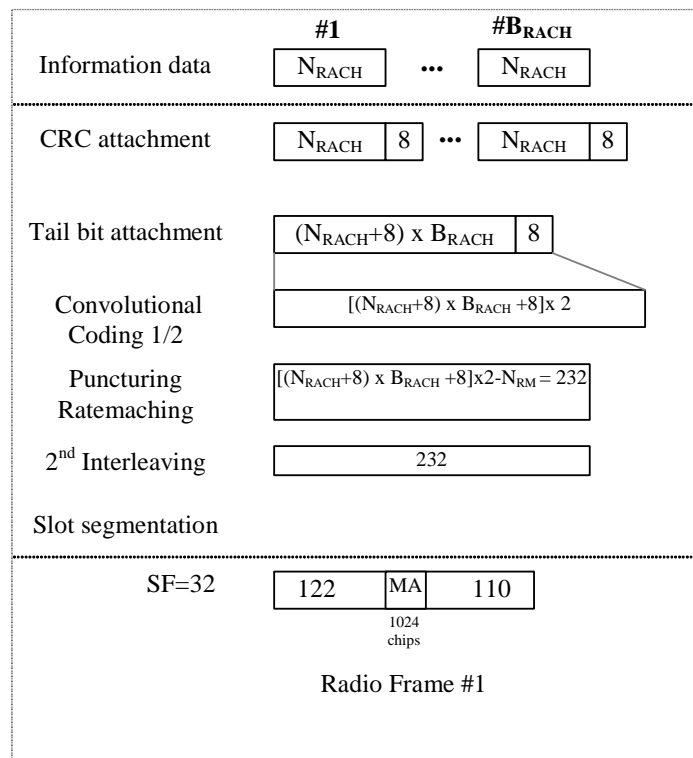 #1 #B_RACH
Information data N_RACH ... N_RACH
CRC attachment N_RACH 8 ... N_RACH 8
Tail bit attachment (N_RACH+8) x B_RACH 8
Convolutional
Coding 1/2
[(N_RACH+8) x B_RACH +8]x 2
Puncturing
Ratemaching
[(N_RACH+8) x B_RACH +8]x2-N_RM = 232
2nd Interleaving 232
Slot segmentation
SF=32 122 MA 110
1024
chips
Radio Frame #1